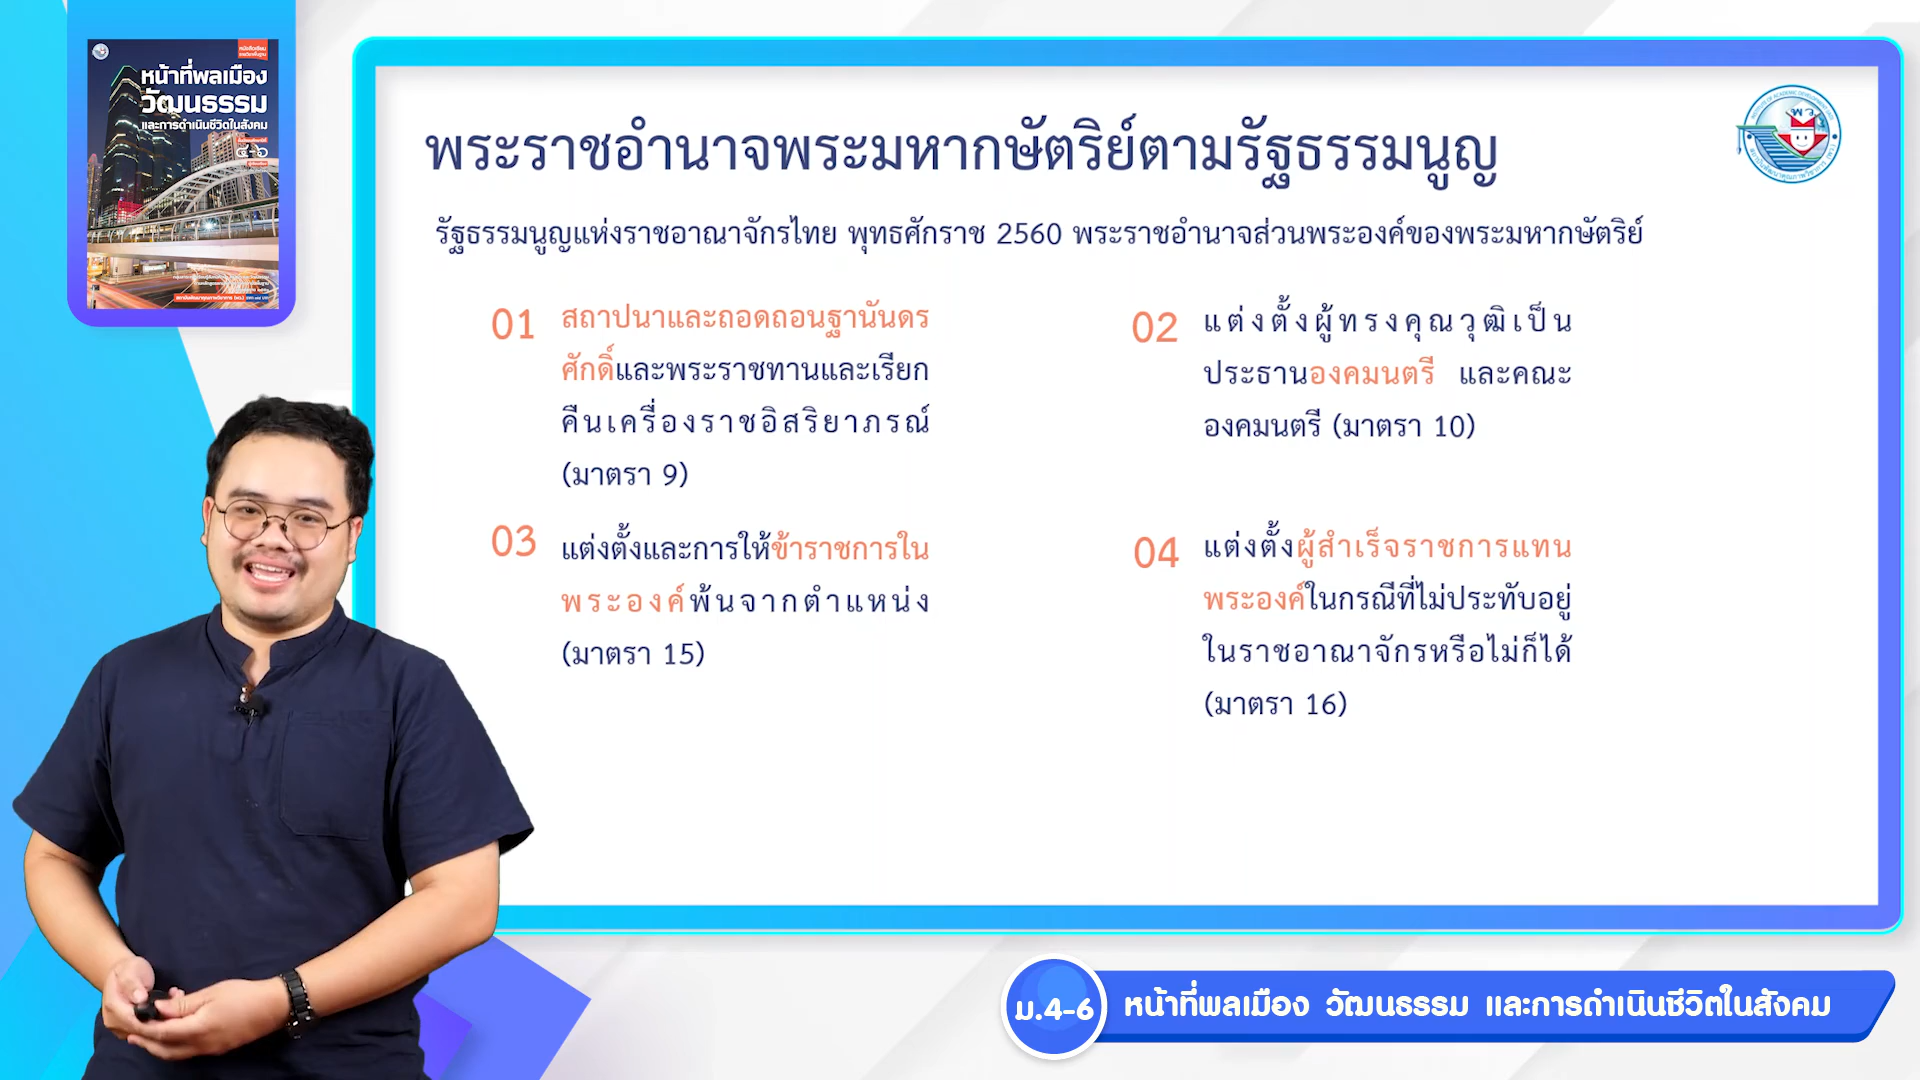 หนังสือเรียน
หน้าที่พลเมือง
วัฒนธรรม
และการดำเนินชีวิตในสังคม
๔-๖
พระราชอำนาจพระมหากษัตริย์ตามรัฐธรรมนูญ
รัฐธรรมนูญแห่งราชอาณาจักรไทย พุทธศักราช 2560 พระราชอำนาจส่วนพระองค์ของพระมหากษัตริย์
01
สถาปนาและถอดถอนฐานันดร
ศักดิ์และพระราชทานและเรียก
คืนเครื่องราชอิสริยาภรณ์
(มาตรา 9)
02
แต่งตั้งผู้ทรงคุณวุฒิเป็น
ประธานองคมนตรี และคณะ
องคมนตรี (มาตรา 10)
03
แต่งตั้งและการให้ข้าราชการใน
พระองค์พ้นจากตำแหน่ง
(มาตรา 15)
04
แต่งตั้งผู้สำเร็จราชการแทน
พระองค์ในกรณีที่ไม่ประทับอยู่
ในราชอาณาจักรหรือไม่ก็ได้
(มาตรา 16)
พว
ม.4-6
หน้าที่พลเมือง วัฒนธรรม และการดำเนินชีวิตในสังคม